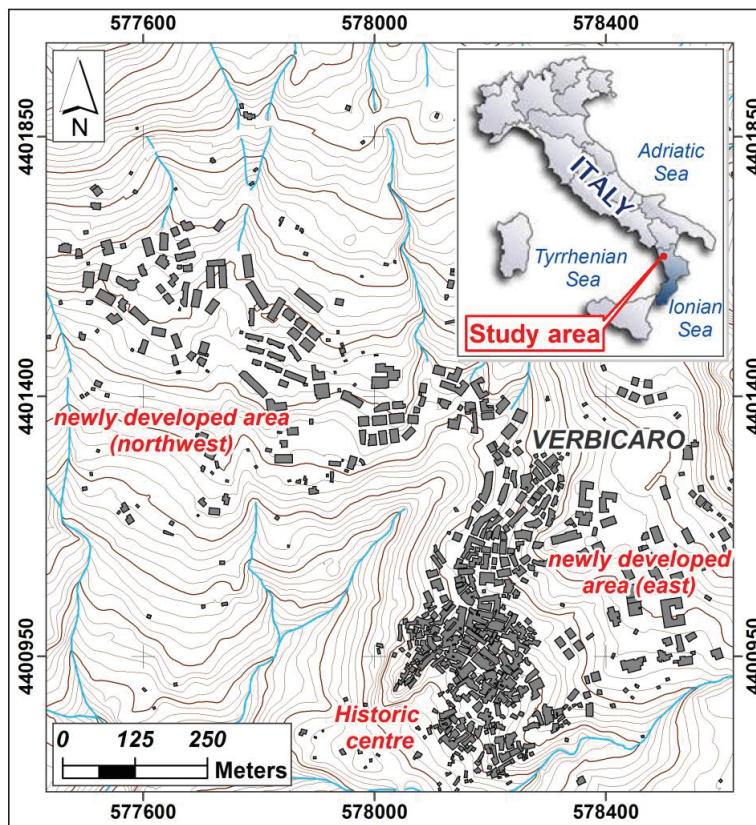 577600
578000
578400
4401850
4401850
N
ITALY
Adriatic
Sea
Tyrrhenian
Sea
Ionian
Sea
Study area
4401400
4401400
newly developed area
(northwest)
VERBICARO
newly developed
area (east)
4400950
4400950
Historic
centre
0 125 250
Meters
577600
578000
578400